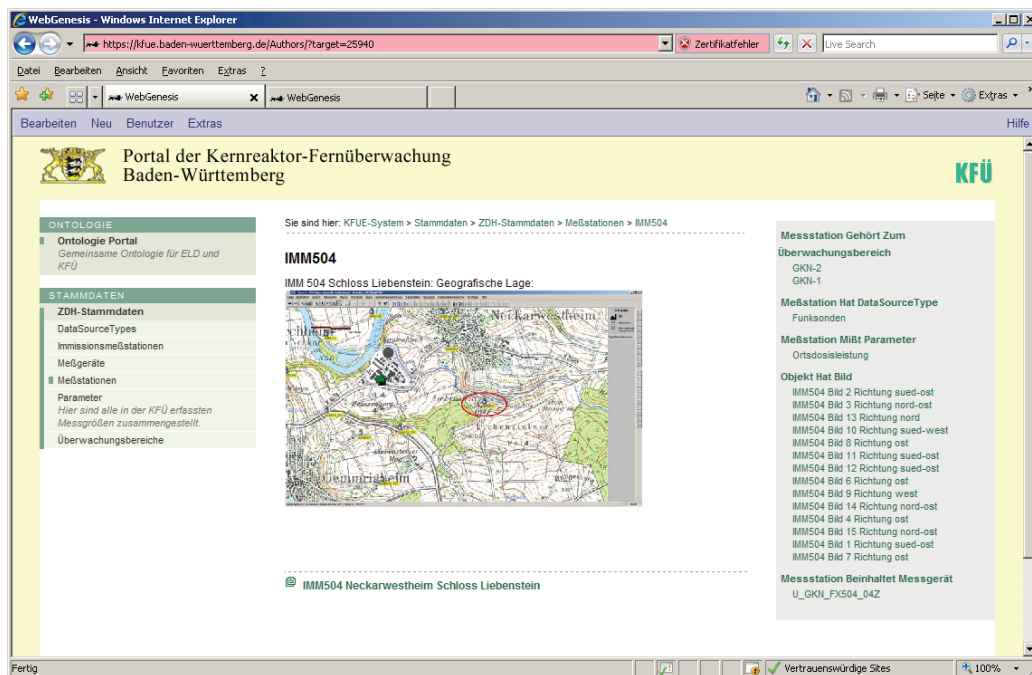 WebGenesis - Windows Internet Explorer
https://kfue.baden-wuerttemberg.de/Authors/?target=25940
Zertifikatfehler
Live Search
Datei Bearbeiten Ansicht Favoriten Extras ?
WebGenesis
WebGenesis
Seite
Extras
Bearbeiten Neu Benutzer Extras
Hilfe
Portal der Kernreaktor-Fernüberwachung
Baden-Württemberg
KFÜ
ONTOLOGIE
Ontologie Portal
Gemeinsame Ontologie für ELD und
KFÜ
STAMMDATEN
ZDH-Stammdaten
DataSourceTypes
Immissionsmeßstationen
Meßgeräte
Meßstationen
Parameter
Hier sind alle in der KFÜ erfassten
Messgrößen zusammengestellt.
Überwachungsbereiche
Sie sind hier: KFUE-System > Stammdaten > ZDH-Stammdaten > Meßstationen > IMM504
IMM504
IMM 504 Schloss Liebenstein: Geografische Lage:
Neckarwestheim
Gemmrigheim
IMM504 Neckarwestheim Schloss Liebenstein
Messstation Gehört Zum
Überwachungsbereich
GKN-2
GKN-1
Meßstation Hat DataSourceType
Funksonden
Meßstation Mißt Parameter
Ortsdosisleistung
Objekt Hat Bild
IMM504 Bild 2 Richtung sued-ost
IMM504 Bild 3 Richtung nord-ost
IMM504 Bild 13 Richtung nord
IMM504 Bild 10 Richtung sued-west
IMM504 Bild 8 Richtung ost
IMM504 Bild 11 Richtung sued-ost
IMM504 Bild 12 Richtung sued-ost
IMM504 Bild 6 Richtung ost
IMM504 Bild 9 Richtung west
IMM504 Bild 14 Richtung nord-ost
IMM504 Bild 4 Richtung ost
IMM504 Bild 15 Richtung nord-ost
IMM504 Bild 1 Richtung sued-ost
IMM504 Bild 7 Richtung ost
Messstation Beinhaltet Messgerät
U_GKN_FX504_04Z
Fertig
Vertrauenswürdige Sites
100%